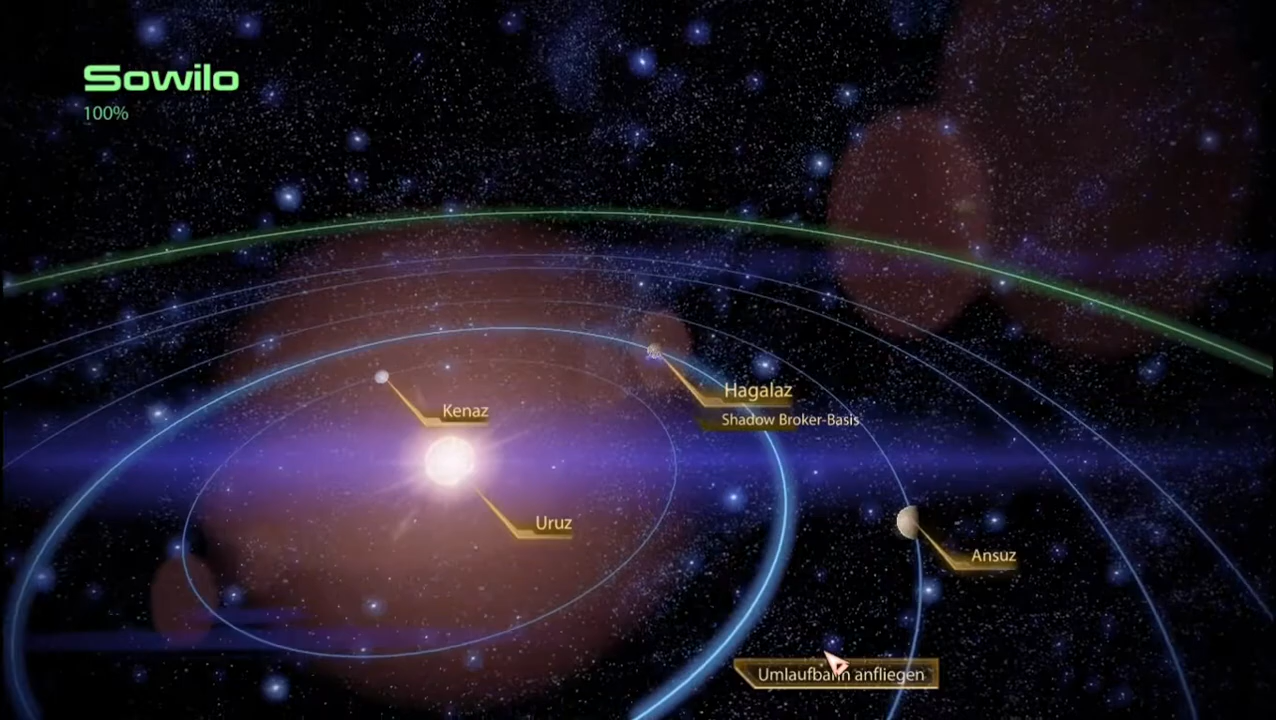 Sowilo
100%
Hagalaz
Kenaz
Shadow Broker-Basis
Uruz
Ansuz
Umlaufbahn anfliegen